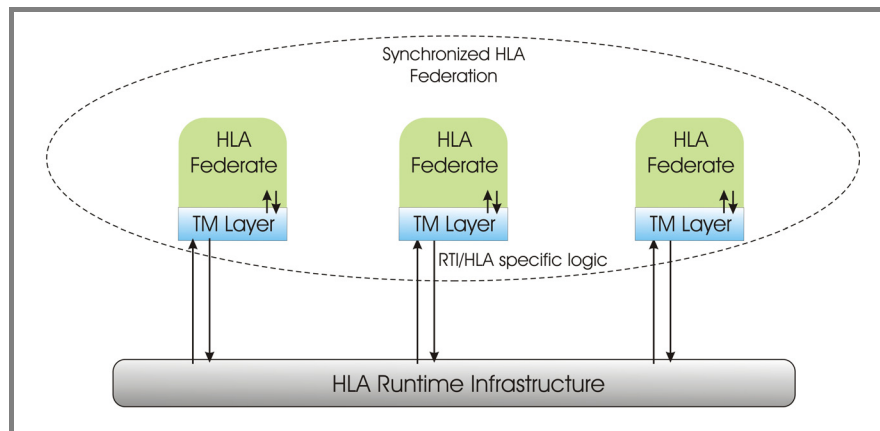 Synchronized HLA
Federation
HLA
Federate
TM Layer
HLA
Federate
TM Layer
HLA
Federate
TM Layer
RTI/HLA specific logic
HLA Runtime Infrastructure